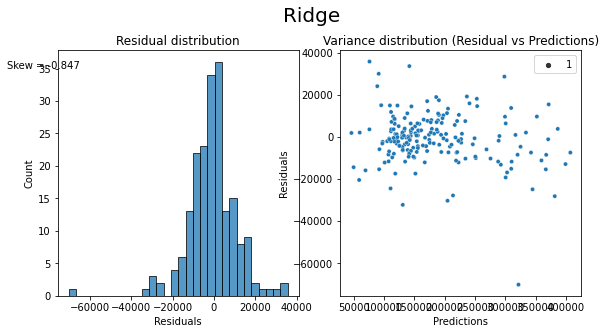 Ridge
Residual distribution
Skew = -0.847
Count
35
30
25
20
15
10
5
0
−60000 −40000 −20000 0 20000 40000
Residuals
Variance distribution (Residual vs Predictions)
1
Residuals
40000
20000
0
−20000
−40000
−60000
50000 100000 150000 200000 250000 300000 350000 400000
Predictions